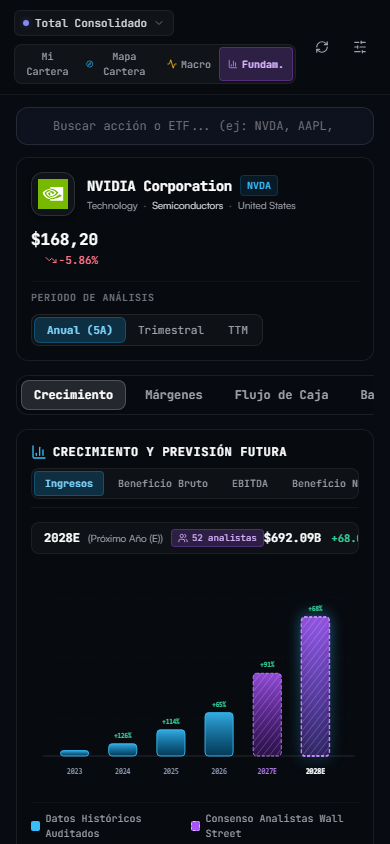 Total Consolidado
Mi Cartera
Mapa Cartera
Macro
Fundam.
Buscar acción o ETF... (ej: NVDA, AAPL,
NVIDIA Corporation NVDA
Technology · Semiconductors · United States
$168,20
-5.86%
PERIODO DE ANÁLISIS
Anual (5A) Trimestral TTM
Crecimiento Márgenes Flujo de Caja Ba
CRECIMIENTO Y PREVISIÓN FUTURA
Ingresos Beneficio Bruto EBITDA Beneficio N
2028E (Próximo Año (E)) 52 analistas $692.09B +68.
+68%
+91%
+65%
+114%
+126%
2023 2024 2025 2026 2027E 2028E
Datos Históricos Auditados
Consenso Analistas Wall Street